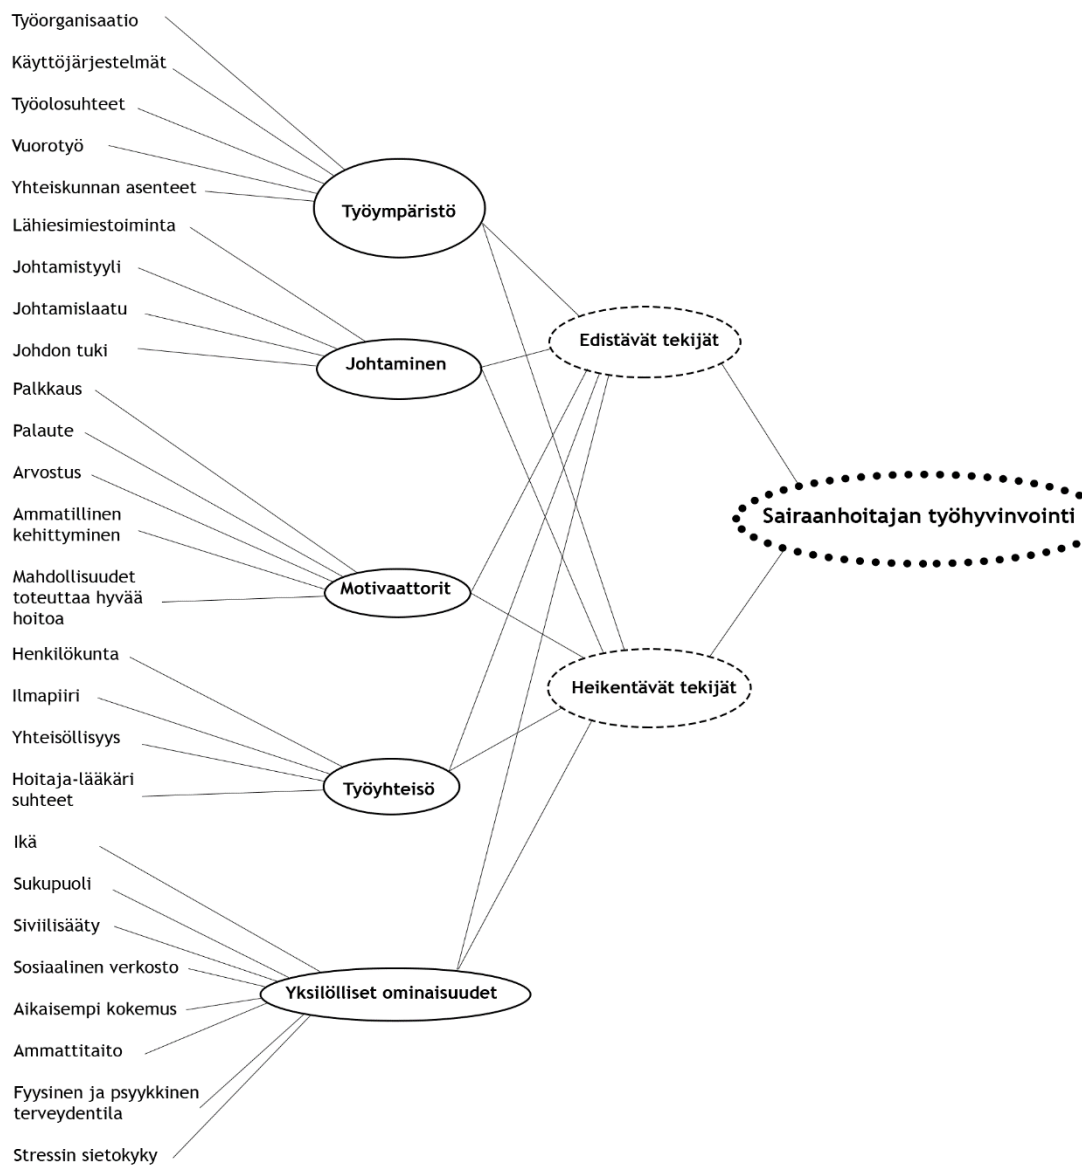 Työorganisaatio
Käyttöjärjestelmät
Työolosuhteet
Vuorotyö
Yhteiskunnan asenteet
Lähiesimiestoiminta
Johtamistyyli
Johtamislaatu
Johdon tuki
Palkkaus
Palaute
Arvostus
Ammatillinen
kehittyminen
Mahdollisuudet
toteuttaa hyvää
hoitoa
Henkilökunta
Ilmapiiri
Yhteisöllisyys
Hoitaja-lääkäri
suhteet
Ikä
Sukupuoli
Siviilisääty
Sosiaalinen verkosto
Aikaisempi kokemus
Ammattitaito
Fyysinen ja psyykkinen
terveydentila
Stressin sietokyky
Työympäristö
Johtaminen
Motivaattorit
Työyhteisö
Yksilölliset ominaisuudet
Edistävät tekijät
Heikentävät tekijät
Sairaanhoitajan työhyvinvointi